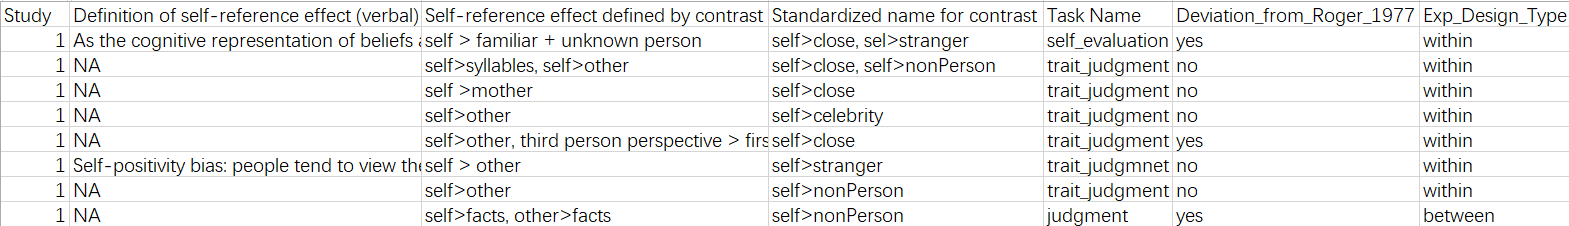 Study Definition of self-reference effect (verbal) Self-reference effect defined by contrast Standardized name for contrast Task Name Deviation_from_Roger_1977 Exp_Design_Type
1 As the cognitive representation of beliefs self > familiar + unknown person self>close, sel>stranger self_evaluation yes within
1 NA self>syllables, self>other self>close, self>nonPerson trait_judgment no within
1 NA self >mother self>close trait_judgment no within
1 NA self>other self>celebrity trait_judgment no within
1 NA self>other, third person perspective > firs self>close trait_judgment yes within
1 Self-positivity bias: people tend to view the self > other self>stranger trait_judgmnet no within
1 NA self>other self>nonPerson trait_judgment no within
1 NA self>facts, other>facts self>nonPerson judgment yes between